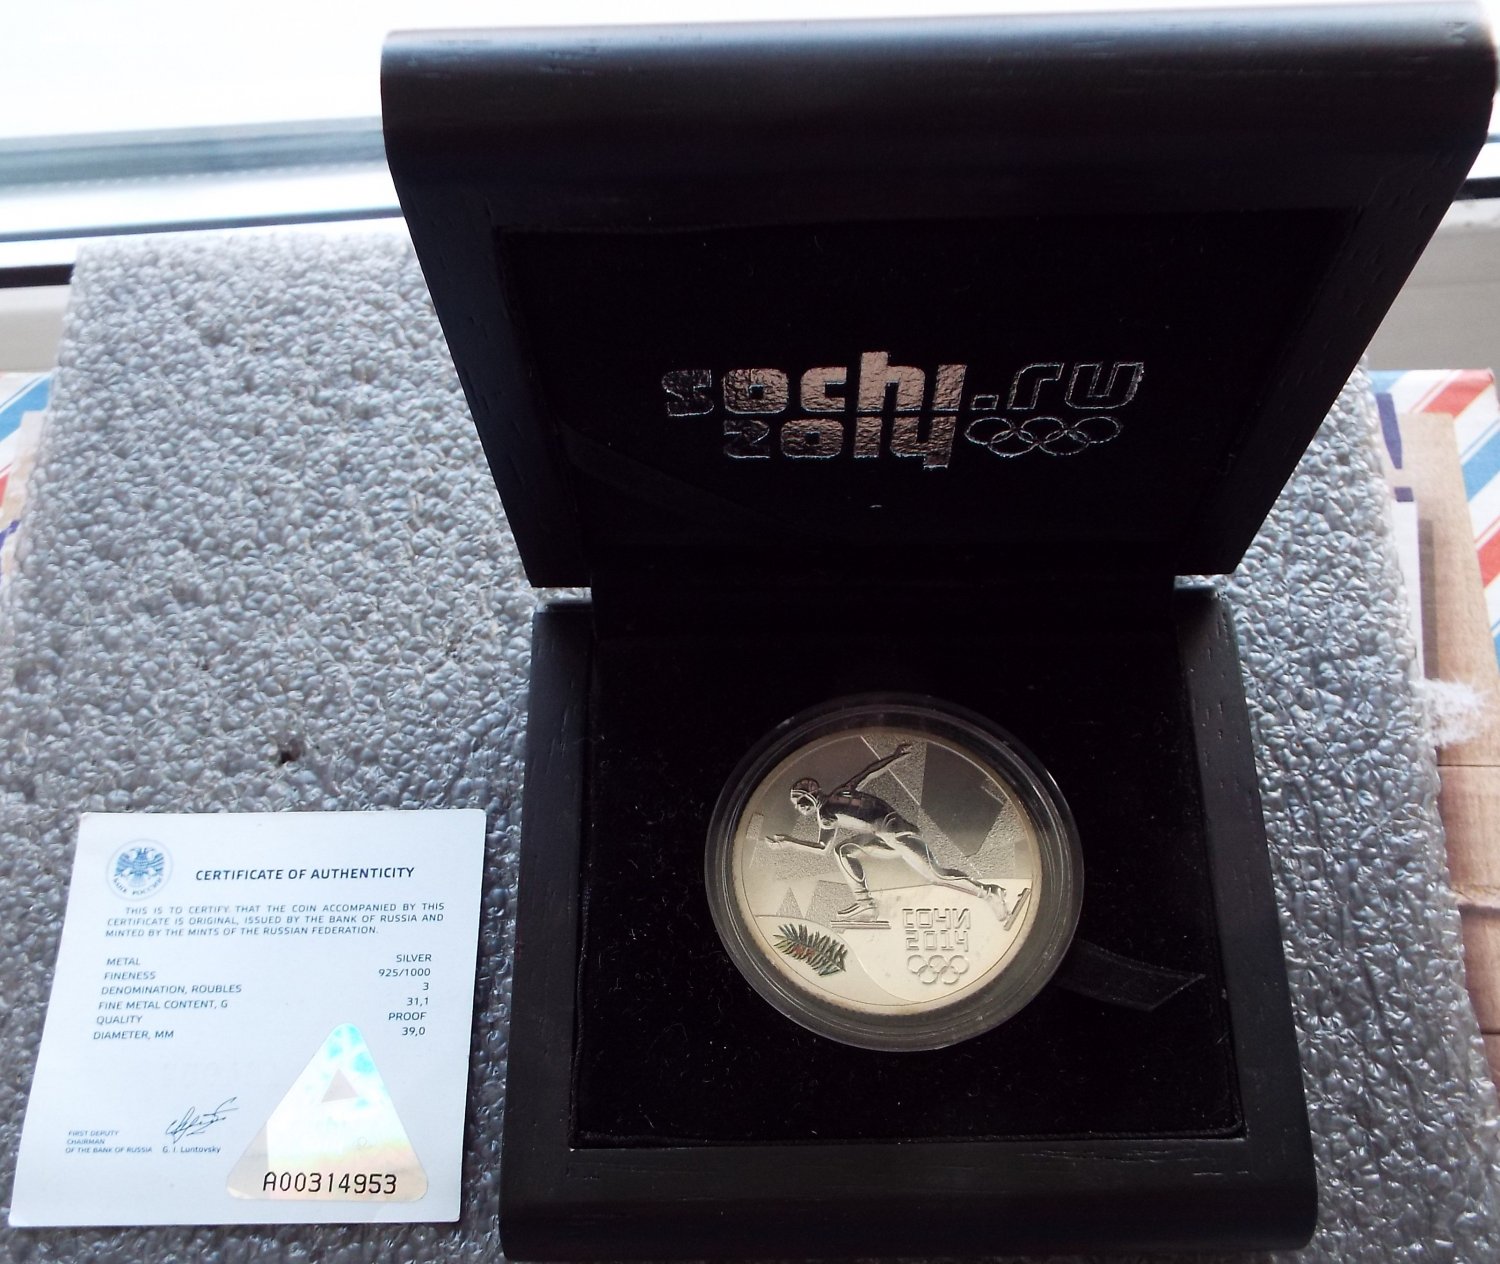 sochi.ru
2014
СОЧИ
2014
БАНК РОССИИ
CERTIFICATE OF AUTHENTICITY
THIS IS TO CERTIFY THAT THE COIN ACCOMPANIED BY THIS
CERTIFICATE IS ORIGINAL, ISSUED BY THE BANK OF RUSSIA AND
MINTED BY THE MINTS OF THE RUSSIAN FEDERATION.
METAL SILVER
FINENESS 925/1000
DENOMINATION, ROUBLES 3
FINE METAL CONTENT, G 31,1
QUALITY PROOF
DIAMETER, MM 39,0
FIRST DEPUTY
CHAIRMAN
OF THE BANK OF RUSSIA G. I. Luntovsky
A00314953